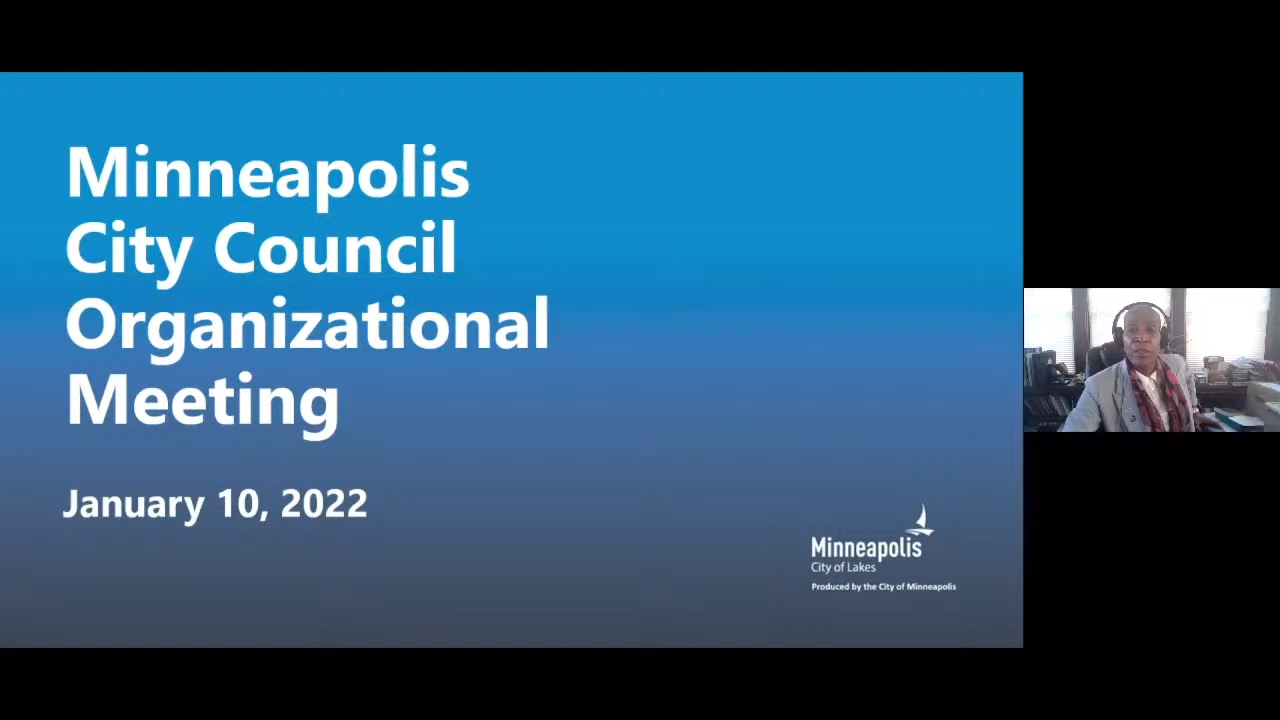 Minneapolis
City Council
Organizational
Meeting
January 10, 2022
Minneapolis
City of Lakes
Produced by the City of Minneapolis